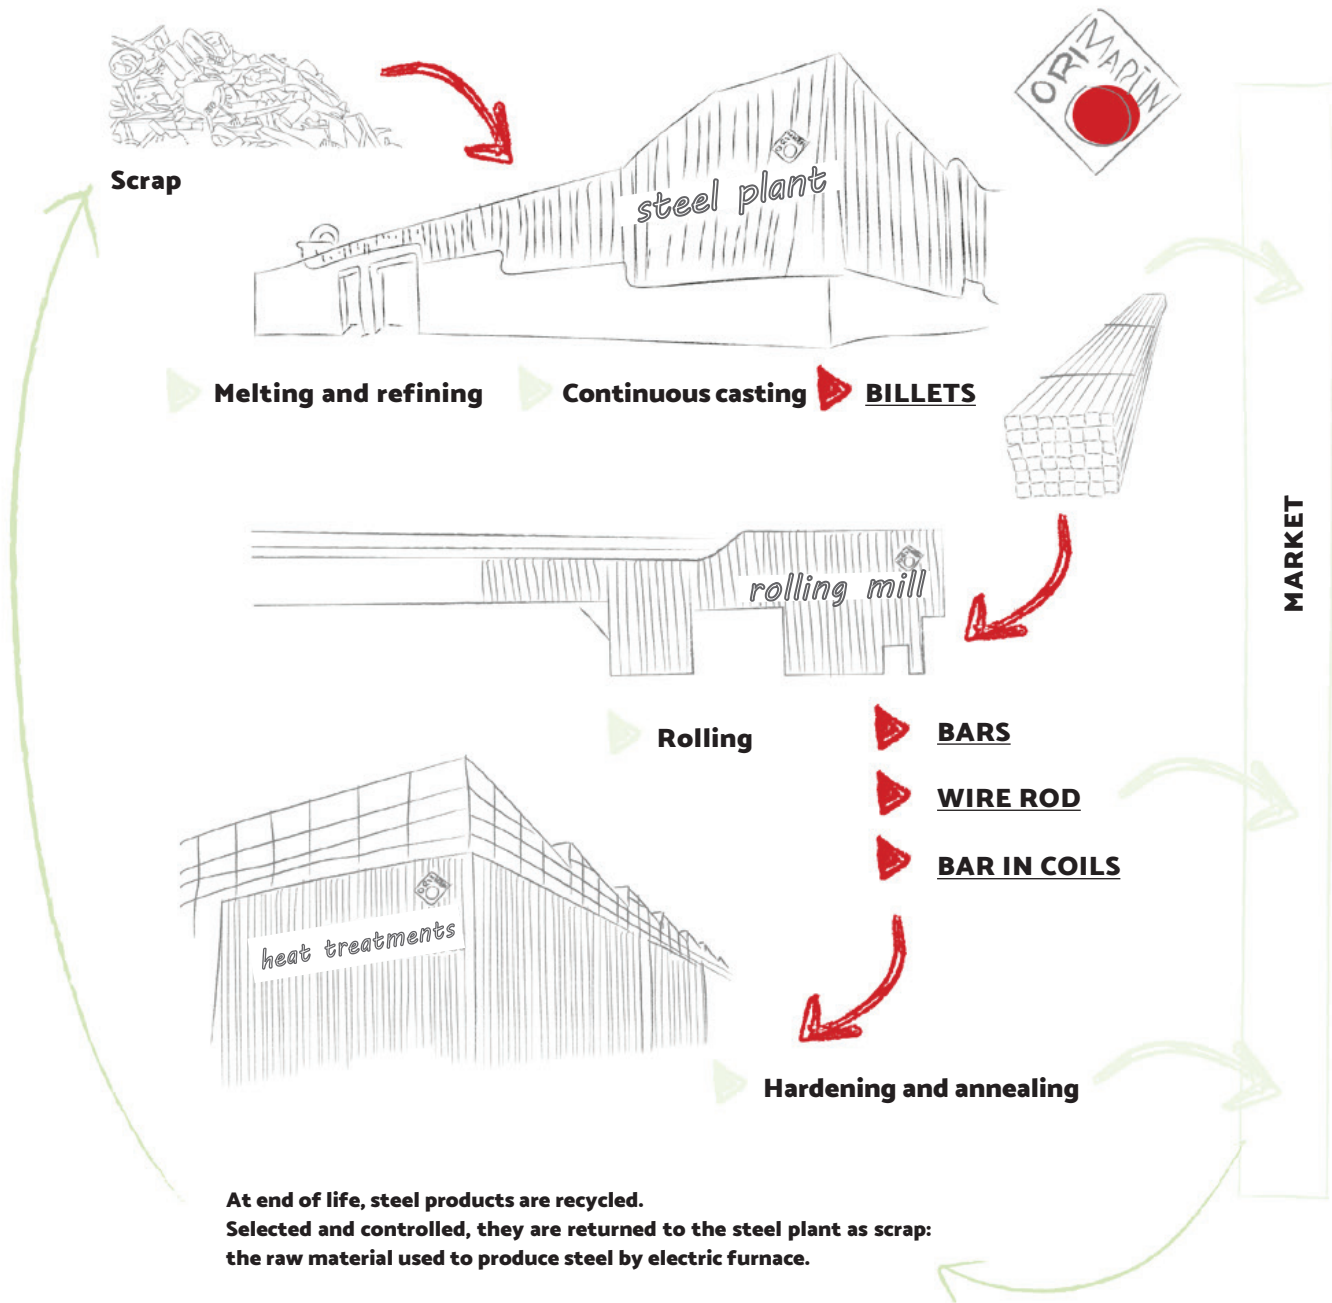 ORI MARTIN
Scrap
steel plant
Melting and refining
Continuous casting
BILLETS
MARKET
rolling mill
Rolling
BARS
WIRE ROD
BAR IN COILS
heat treatments
Hardening and annealing
At end of life, steel products are recycled.
Selected and controlled, they are returned to the steel plant as scrap:
the raw material used to produce steel by electric furnace.